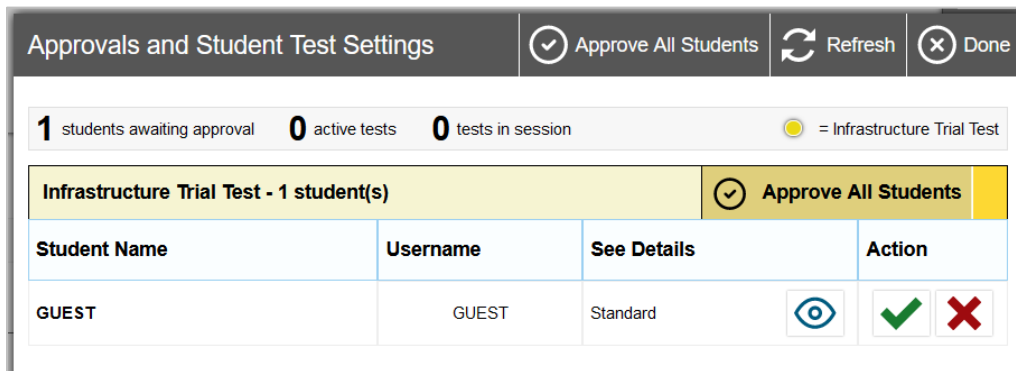 Approvals and Student Test Settings Approve All Students Refresh Done
1 students awaiting approval 0 active tests 0 tests in session = Infrastructure Trial Test
Infrastructure Trial Test - 1 student(s) Approve All Students
Student Name Username See Details Action
GUEST GUEST Standard